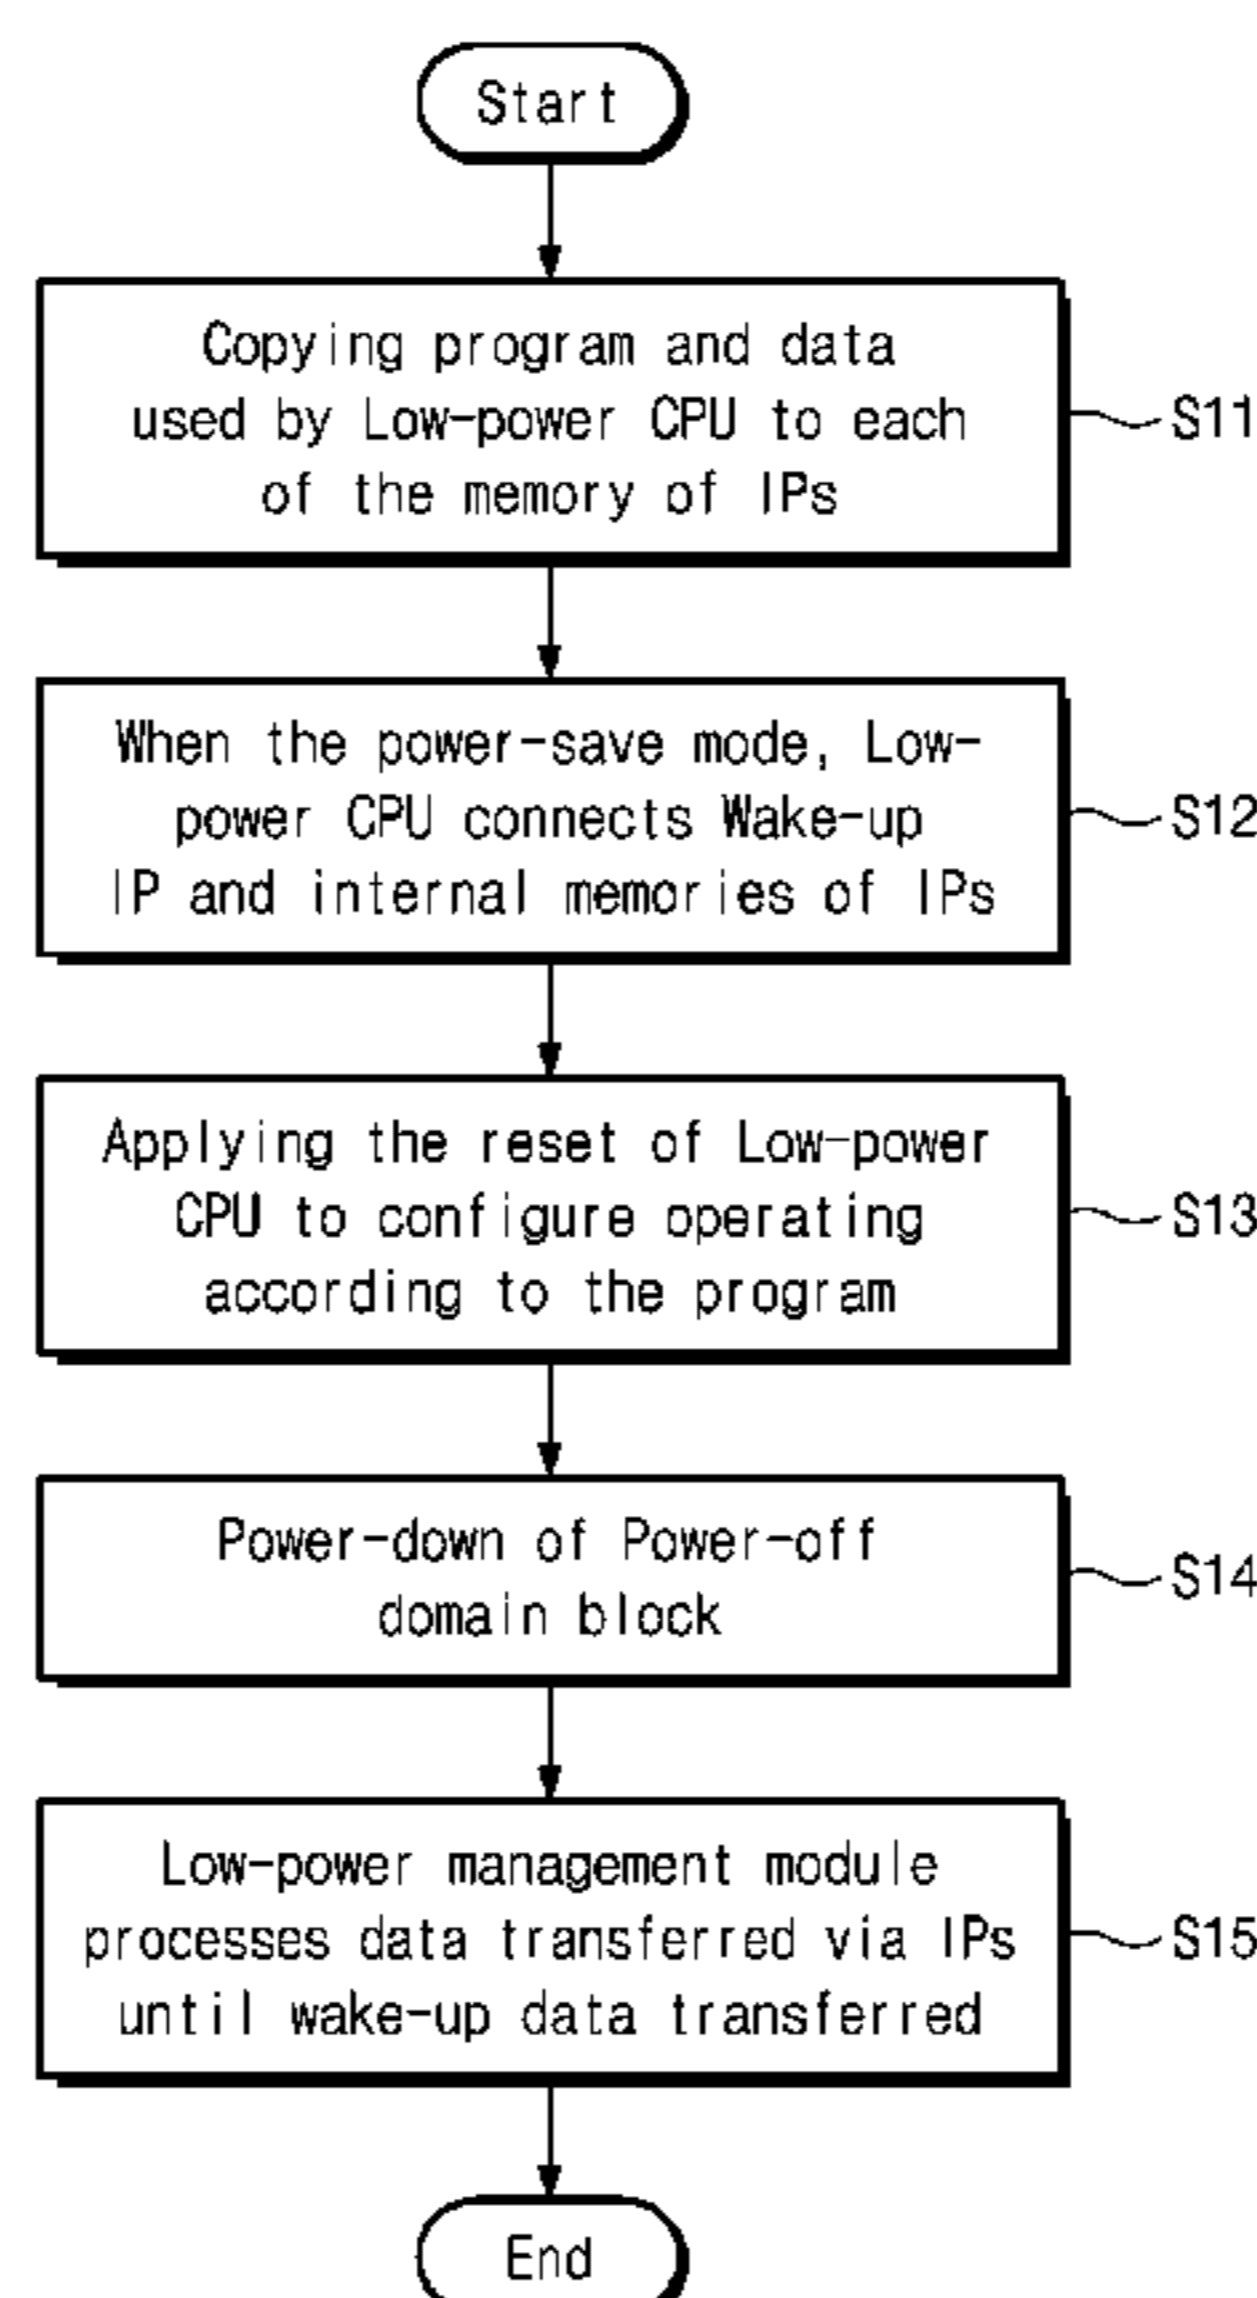 Start
Copying program and data
used by Low-power CPU to each
of the memory of IPs
S11
When the power-save mode, Low-
power CPU connects Wake-up
IP and internal memories of IPs
S12
Applying the reset of Low-power
CPU to configure operating
according to the program
S13
Power-down of Power-off
domain block
S14
Low-power management module
processes data transferred via IPs
until wake-up data transferred
S15
End